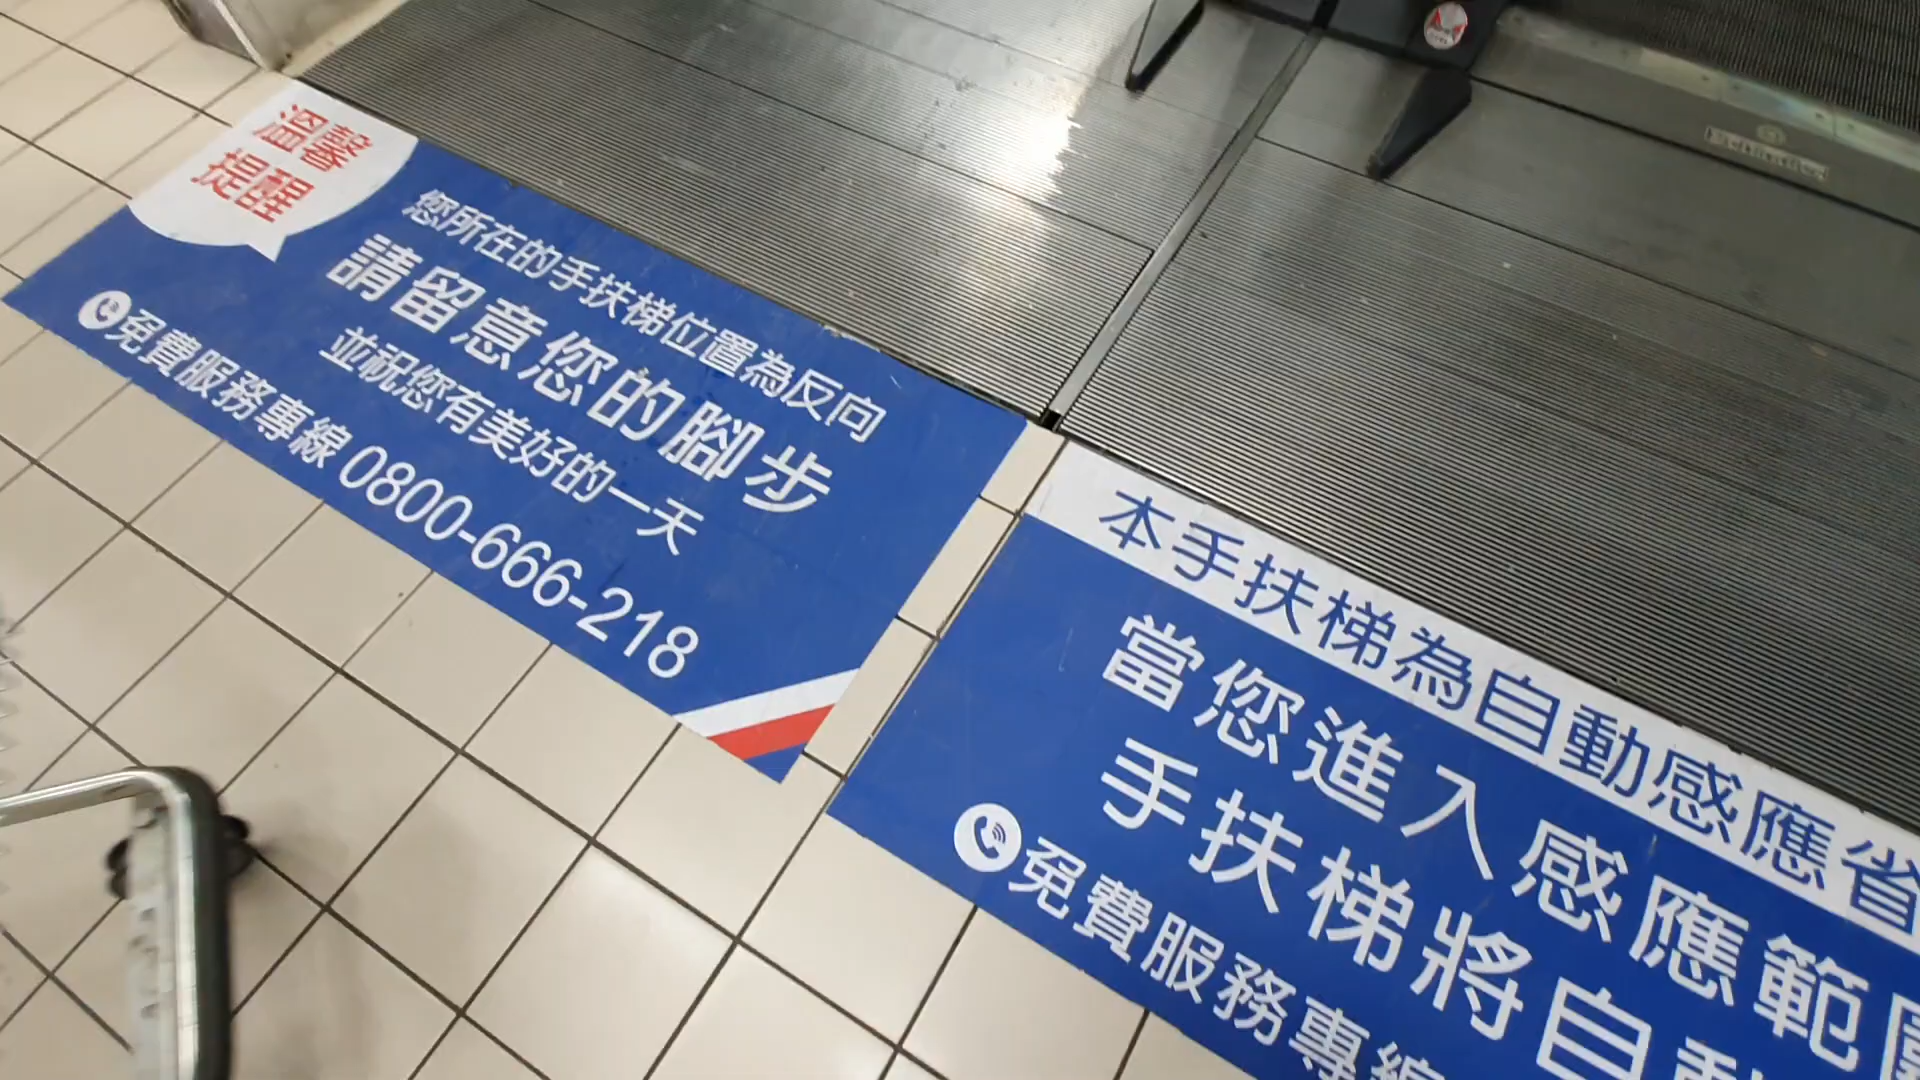 溫馨
提醒
您所在的手扶梯位置為反向
請留意您的腳步
並祝您有美好的一天
免費服務專線 0800-666-218
本手扶梯為自動感應省
當您進入感應範圍
手扶梯將自動
免費服務專線